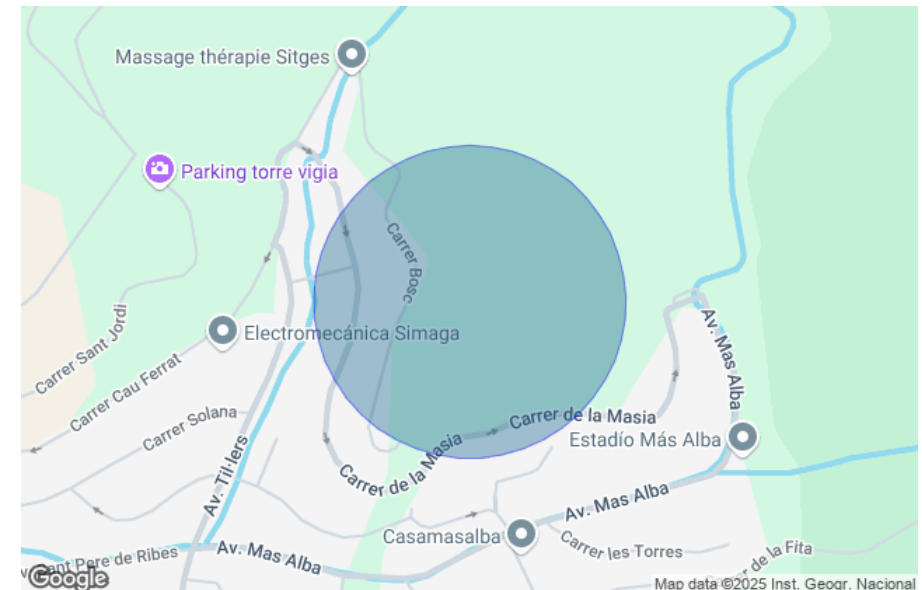 Massage thérapie Sitges
Parking torre vigia
Carrer Bosc
Electromecánica Simaga
Carrer Sant Jordi
Carrer Cau Ferrat
Carrer Solana
Av. Til·lers
Av. Mas Alba
Carrer de la Masia
Estadío Más Alba
Carrer de la Masia
Av. Mas Alba
Casamasalba
Carrer les Torres
Sant Pere de Ribes
Av. Mas Alba
de la Fita
Google
Map data ©2025 Inst. Geogr. Nacional